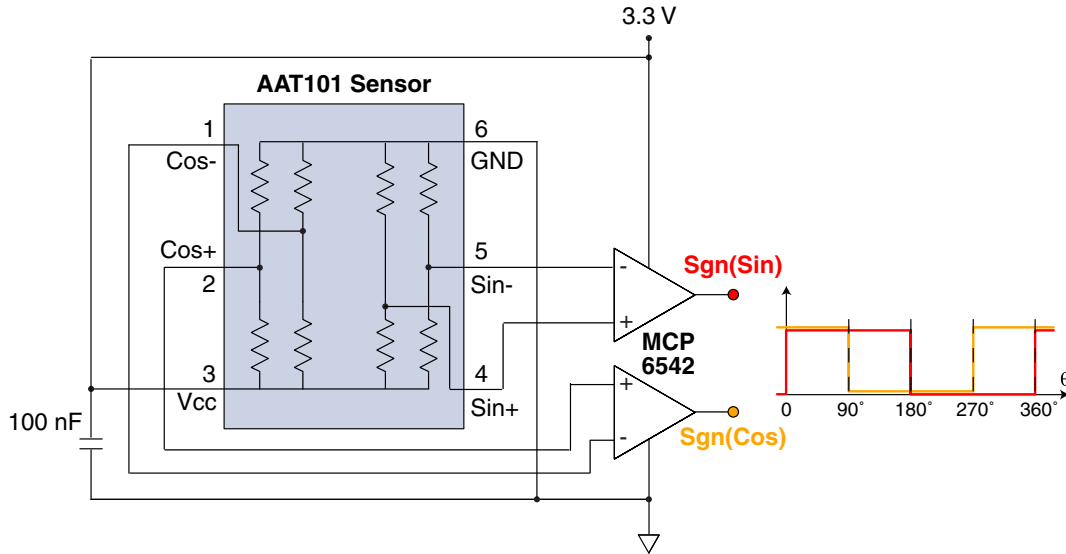 3.3 V
AAT101 Sensor
1
Cos-
6
GND
Cos+
2
5
Sin-
3
Vcc
4
Sin+
100 nF
-
+
MCP
6542
+
-
Sgn(Sin)
Sgn(Cos)
θ
0 90° 180° 270° 360°